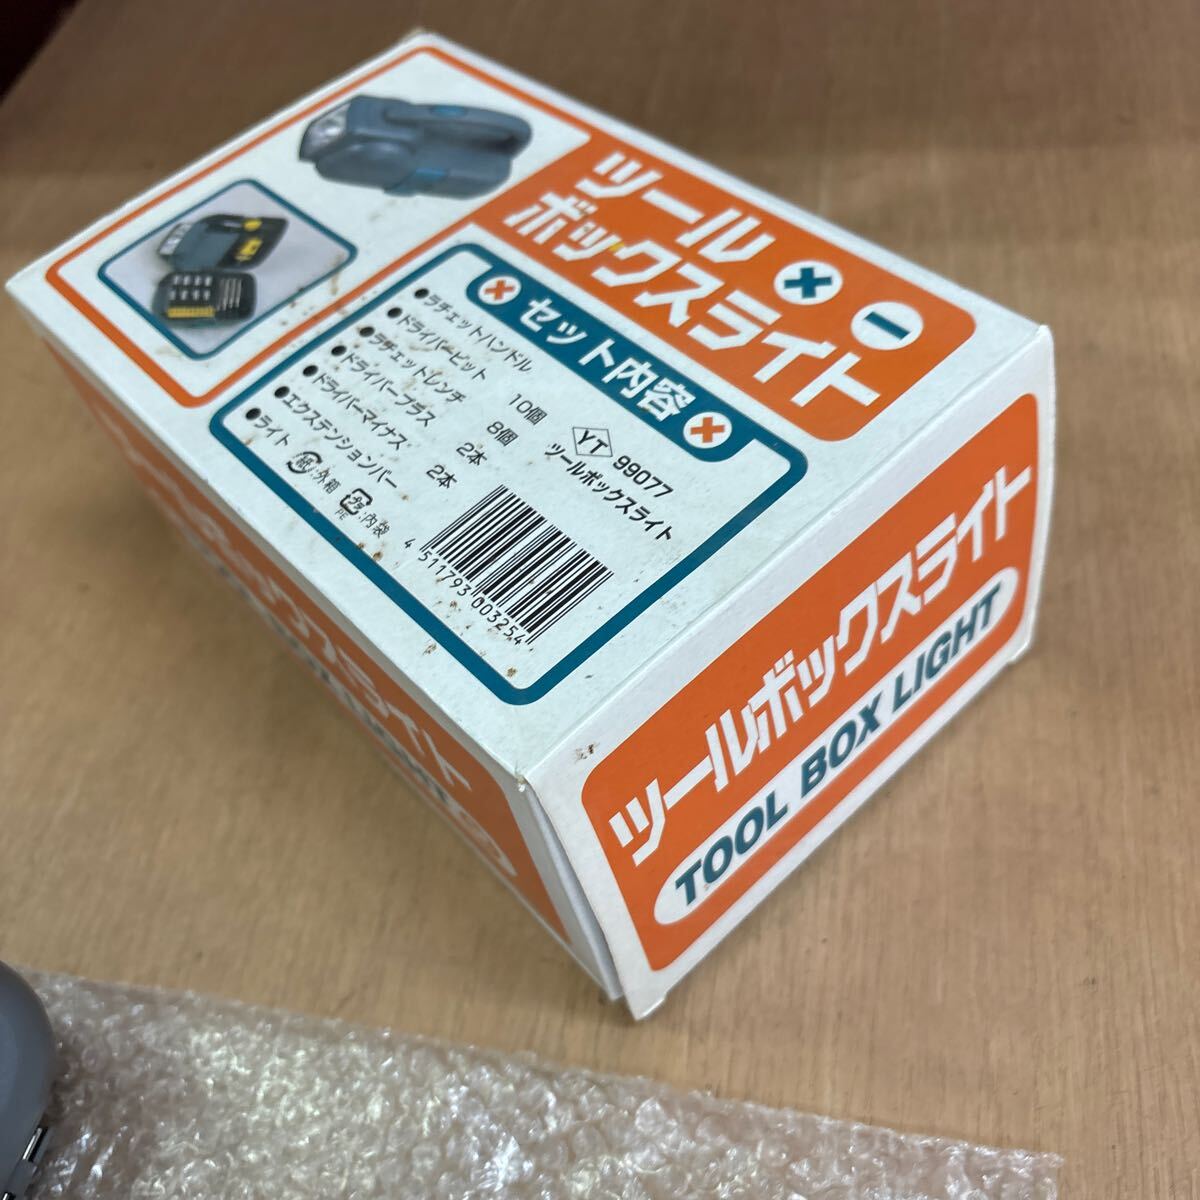 ツール
ボックスライト
セット内容
●ラチェットハンドル
●ドライバービット 10個
●ラチェットレンチ 8個
●ドライバープラス 2本
●ドライバーマイナス 2本
●エクステンションバー
●ライト
YT 99077
ツールボックスライト
紙:外箱
プラ:内袋
PE
4 511793 003254
ツールボックスライト
TOOL BOX LIGHT